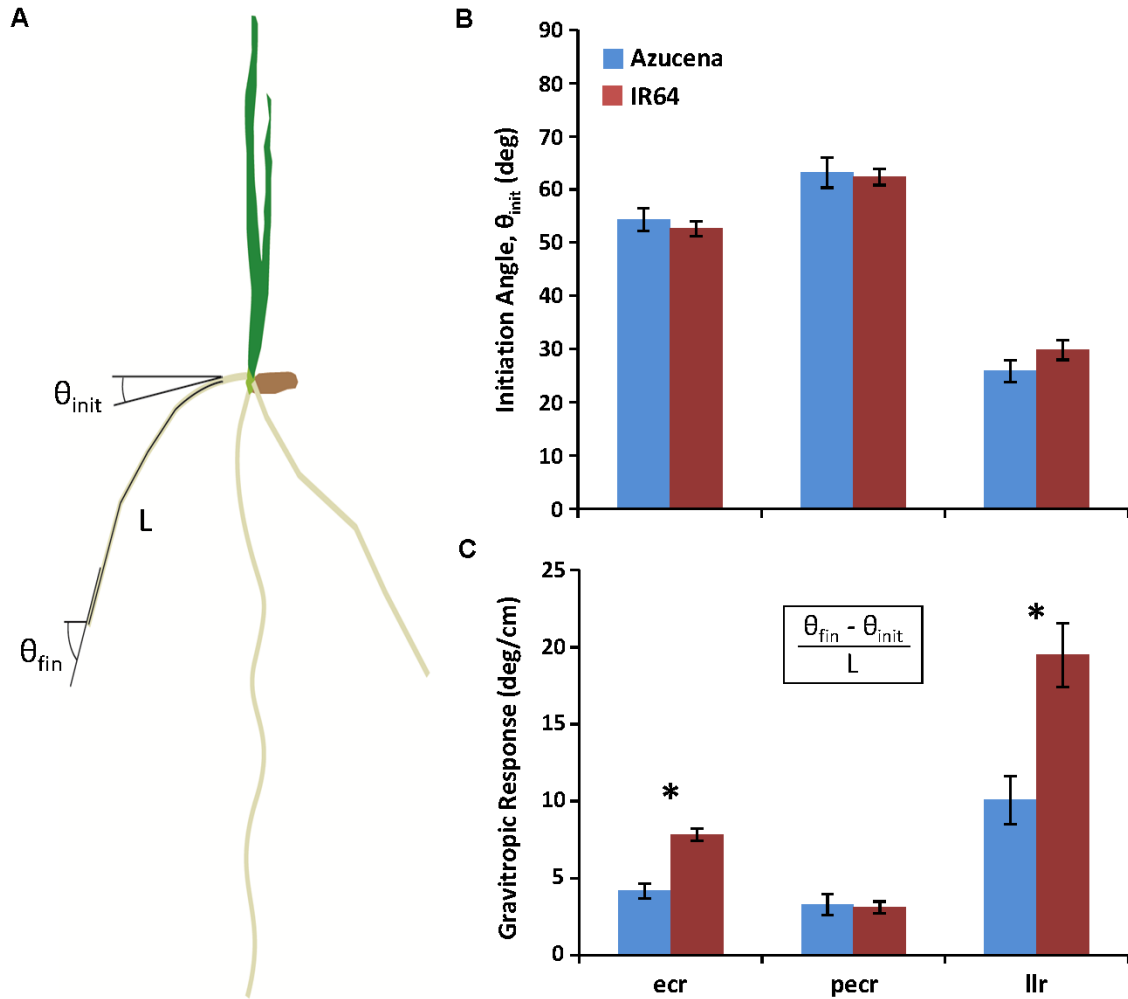 A
θinit
L
θfin
B
Initiation Angle, θinit (deg)
90
80
70
60
50
40
30
20
10
0
Azucena
IR64
C
Gravitropic Response (deg/cm)
25
20
15
10
5
0
θfin - θinit
L
*
*
ecr pecr llr